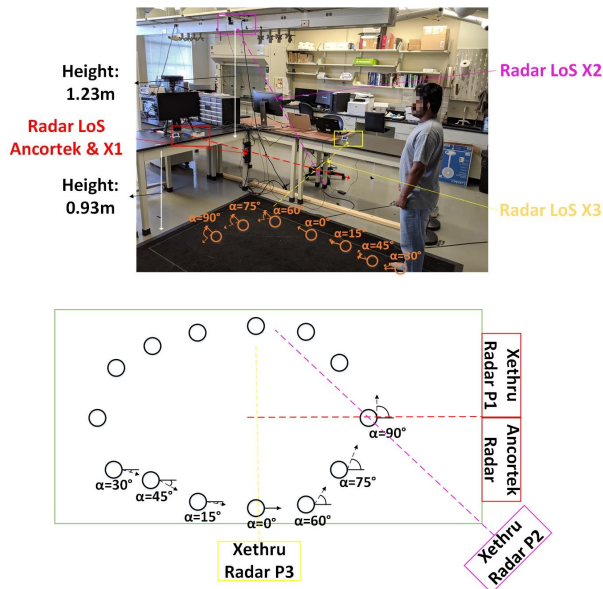 Height:
1.23m
Radar LoS
Ancortek & X1
Height:
0.93m
Radar LoS X2
Radar LoS X3
α=90°
α=75°
α=60
α=0°
α=15°
α=45°
α=30°
Xethru
Radar P1
Ancortek
Radar
α=90°
α=75°
α=30°
α=45°
α=15°
α=0°
α=60°
Xethru
Radar P3
Xethru
Radar P2